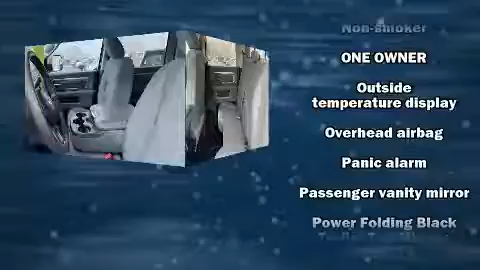 Non-smoker
ONE OWNER
Outside
temperature display
Overhead airbag
Panic alarm
Passenger vanity mirror
Power Folding Black